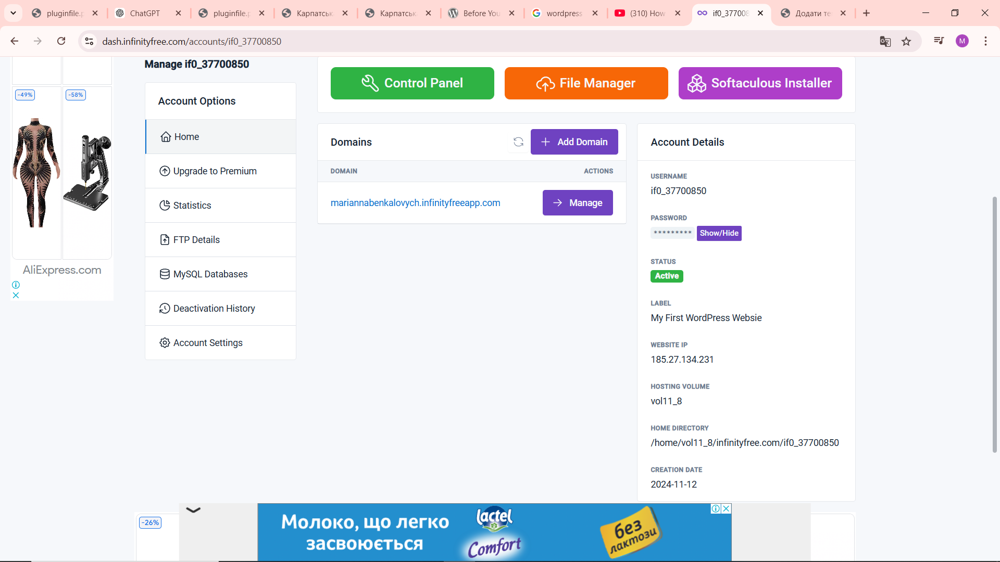 pluginfile.p
ChatGPT
pluginfile.p
Карпатськ
Карпатськ
Before You
wordpress
(310) How
if0_377008
Додати те
dash.infinityfree.com/accounts/if0_37700850
M
Manage if0_37700850
Control Panel
File Manager
Softaculous Installer
-49%
-58%
AliExpress.com
Account Options
Home
Upgrade to Premium
Statistics
FTP Details
MySQL Databases
Deactivation History
Account Settings
Domains
Add Domain
DOMAIN
ACTIONS
mariannabenkalovych.infinityfreeapp.com
Manage
Account Details
USERNAME
if0_37700850
PASSWORD
*********
Show/Hide
STATUS
Active
LABEL
My First WordPress Websie
WEBSITE IP
185.27.134.231
HOSTING VOLUME
vol11_8
HOME DIRECTORY
/home/vol11_8/infinityfree.com/if0_37700850
CREATION DATE
2024-11-12
-26%
Молоко, що легко
засвоюється
lactel
Comfort
без
лактози